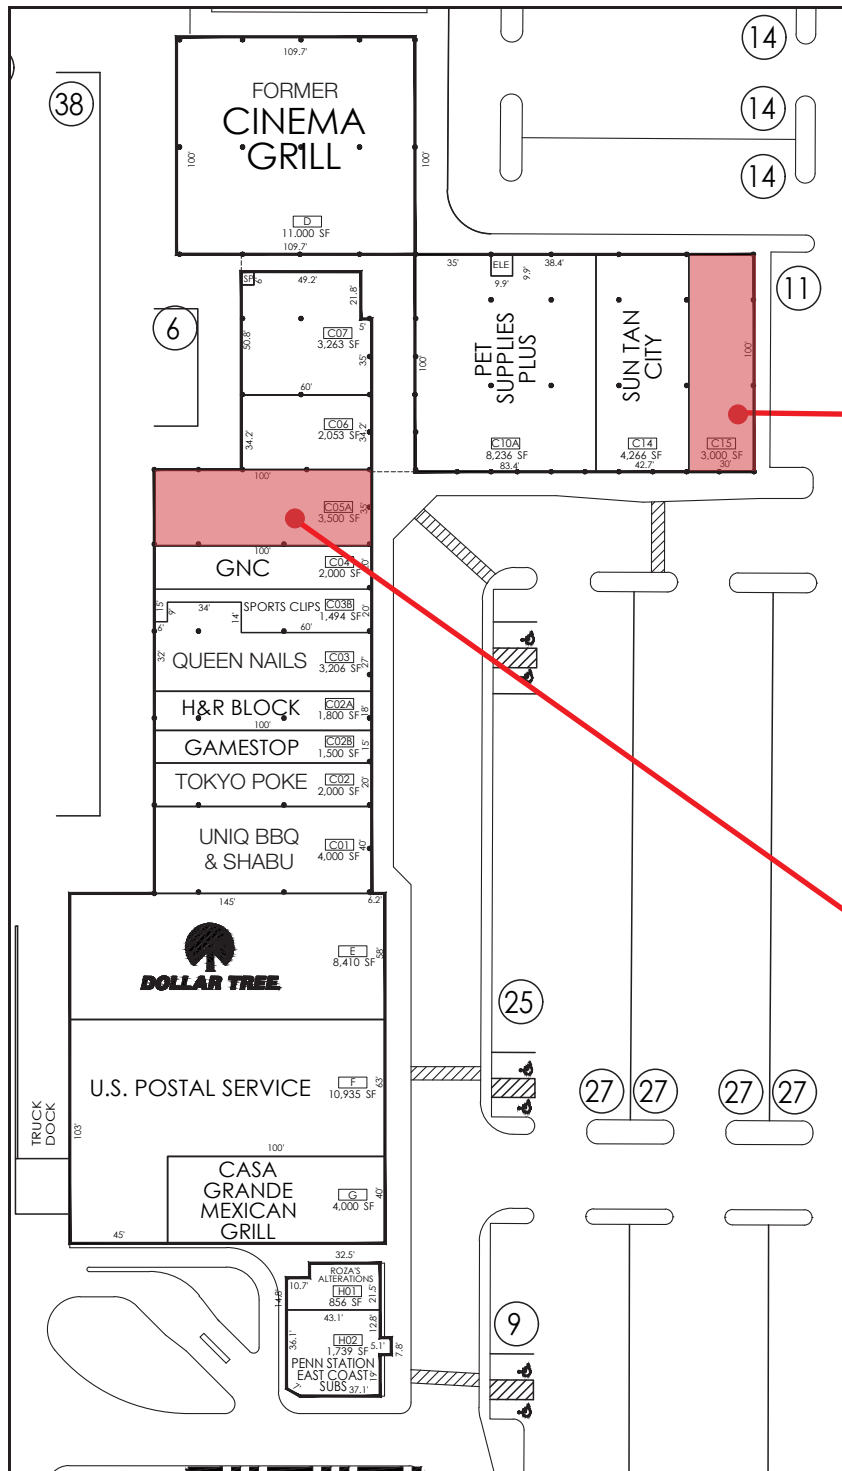 14
109.7'
38
FORMER
CINEMA
GRILL
14
100'
100'
14
D
11.000 SF
109.7'
35'
ELE
38.4'
9.9'
9.9'
SP
6'
49.2'
21.8'
11
6
5'
C07
3,263 SF
50.8'
35'
PET
SUPPLIES
PLUS
SUN TAN
CITY
100'
100'
60'
C06
2,053 SF
34.2'
34.2'
C10A
8,236 SF
83.4'
C14
4,266 SF
42.7'
C15
3,000 SF
30'
100'
C05A
3,500 SF
35'
100'
GNC
C04
2,000 SF
15'
9'
34'
14'
SPORTS CLIPS
C03B
1,494 SF
20'
6'
60'
32'
QUEEN NAILS
C03
3,206 SF
27'
H&R BLOCK
C02A
1,800 SF
18'
100'
GAMESTOP
C02B
1,500 SF
15'
TOKYO POKE
C02
2,000 SF
20'
UNIQ BBQ
& SHABU
C01
4,000 SF
40'
145'
6.2'
DOLLAR TREE
E
8,410 SF
58'
25
U.S. POSTAL SERVICE
F
10,935 SF
63'
27
27
27
27
TRUCK
DOCK
103'
100'
CASA
GRANDE
MEXICAN
GRILL
G
4,000 SF
40'
45'
32.5'
ROZA'S
ALTERATIONS
10.7'
H01
856 SF
14.8'
21.5'
43.1'
12.8'
9
36.1'
H02
1,739 SF
5.1'
7.8'
PENN STATION
EAST COAST
SUBS
19'
7'
37.1'